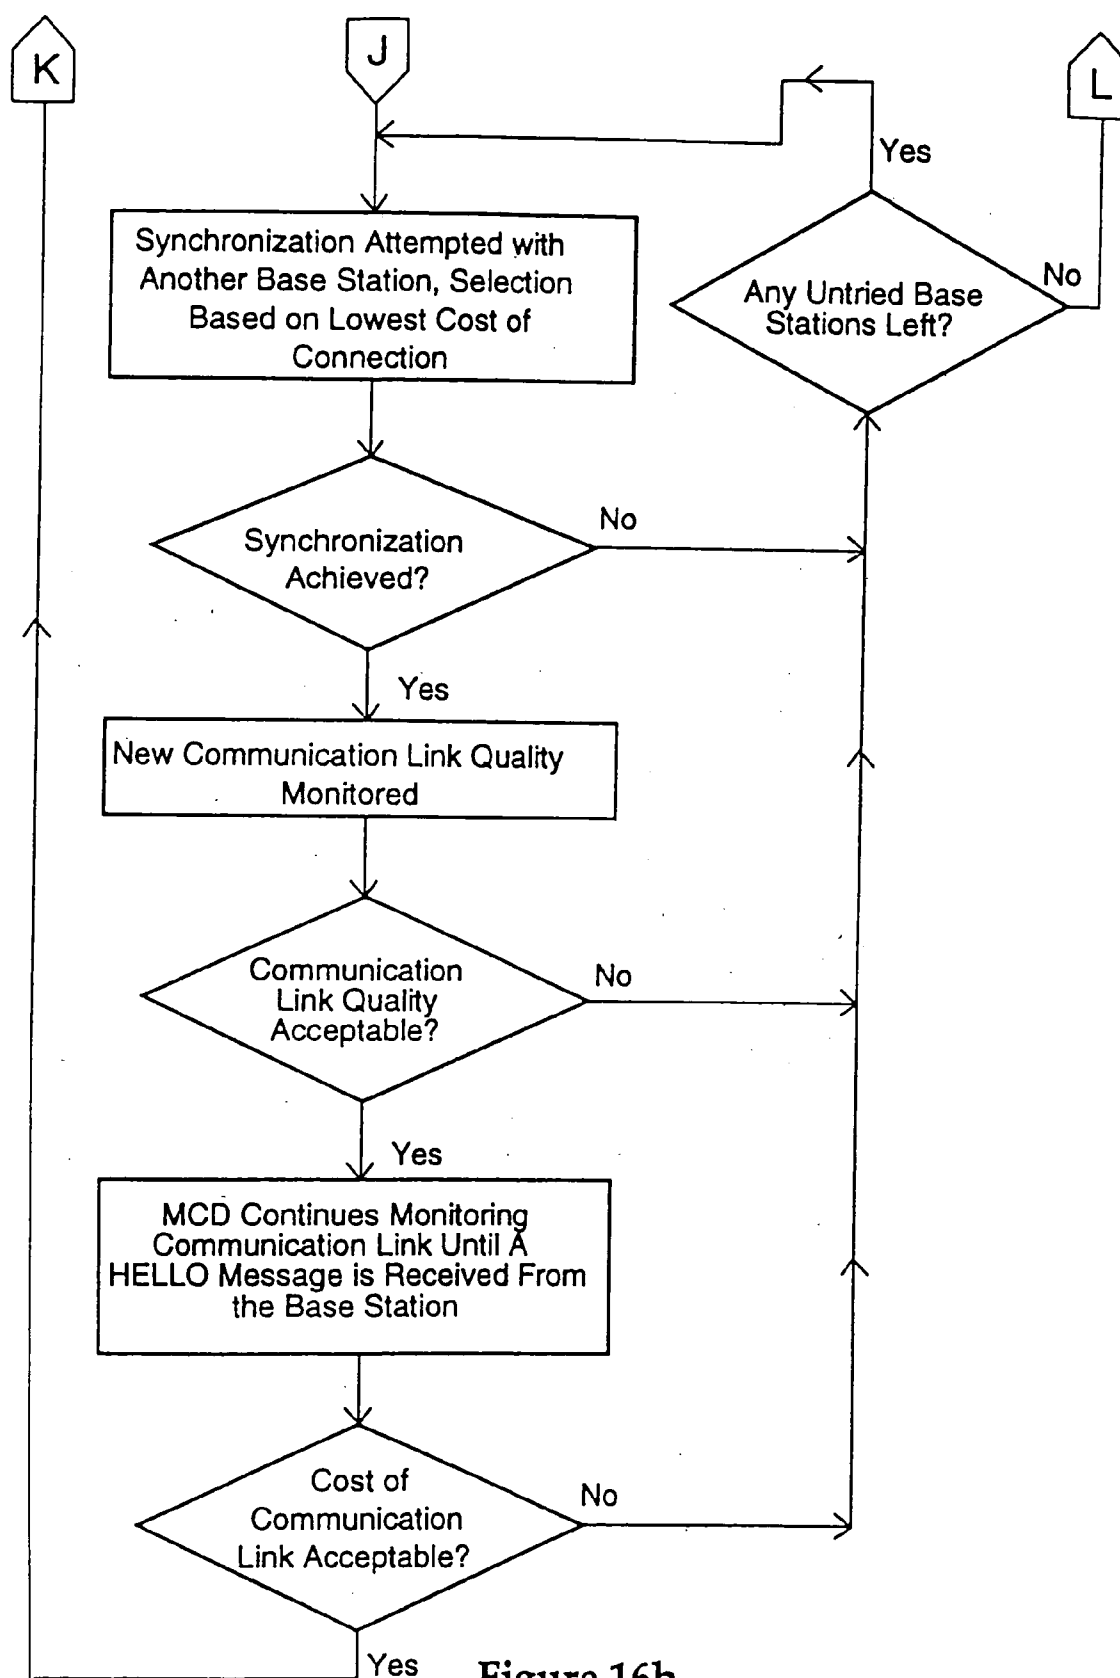 K
J
L
Yes
Synchronization Attempted with
Another Base Station, Selection
Based on Lowest Cost of
Connection
Any Untried Base
Stations Left?
No
Synchronization
Achieved?
No
Yes
New Communication Link Quality
Monitored
Communication
Link Quality
Acceptable?
No
Yes
MCD Continues Monitoring
Communication Link Until A
HELLO Message is Received From
the Base Station
Cost of
Communication
Link Acceptable?
No
Yes
Figure 16b